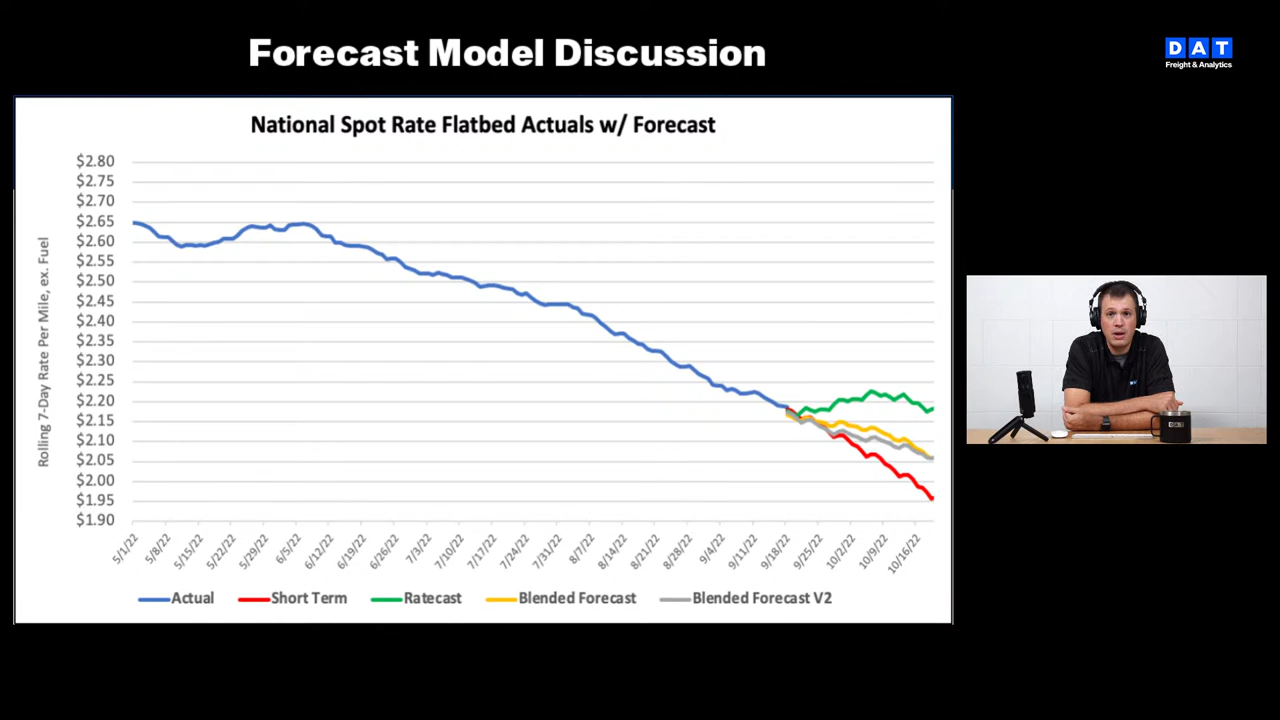 Forecast Model Discussion
DAT
Freight & Analytics
National Spot Rate Flatbed Actuals w/ Forecast
Rolling 7-Day Rate Per Mile, ex. Fuel
$2.80
$2.75
$2.70
$2.65
$2.60
$2.55
$2.50
$2.45
$2.40
$2.35
$2.30
$2.25
$2.20
$2.15
$2.10
$2.05
$2.00
$1.95
$1.90
5/1/22 5/8/22 5/15/22 5/22/22 5/29/22 6/5/22 6/12/22 6/19/22 6/26/22 7/3/22 7/10/22 7/17/22 7/24/22 7/31/22 8/7/22 8/14/22 8/21/22 8/28/22 9/4/22 9/11/22 9/18/22 9/25/22 10/2/22 10/9/22 10/16/22
Actual Short Term Ratecast Blended Forecast Blended Forecast V2
DAT